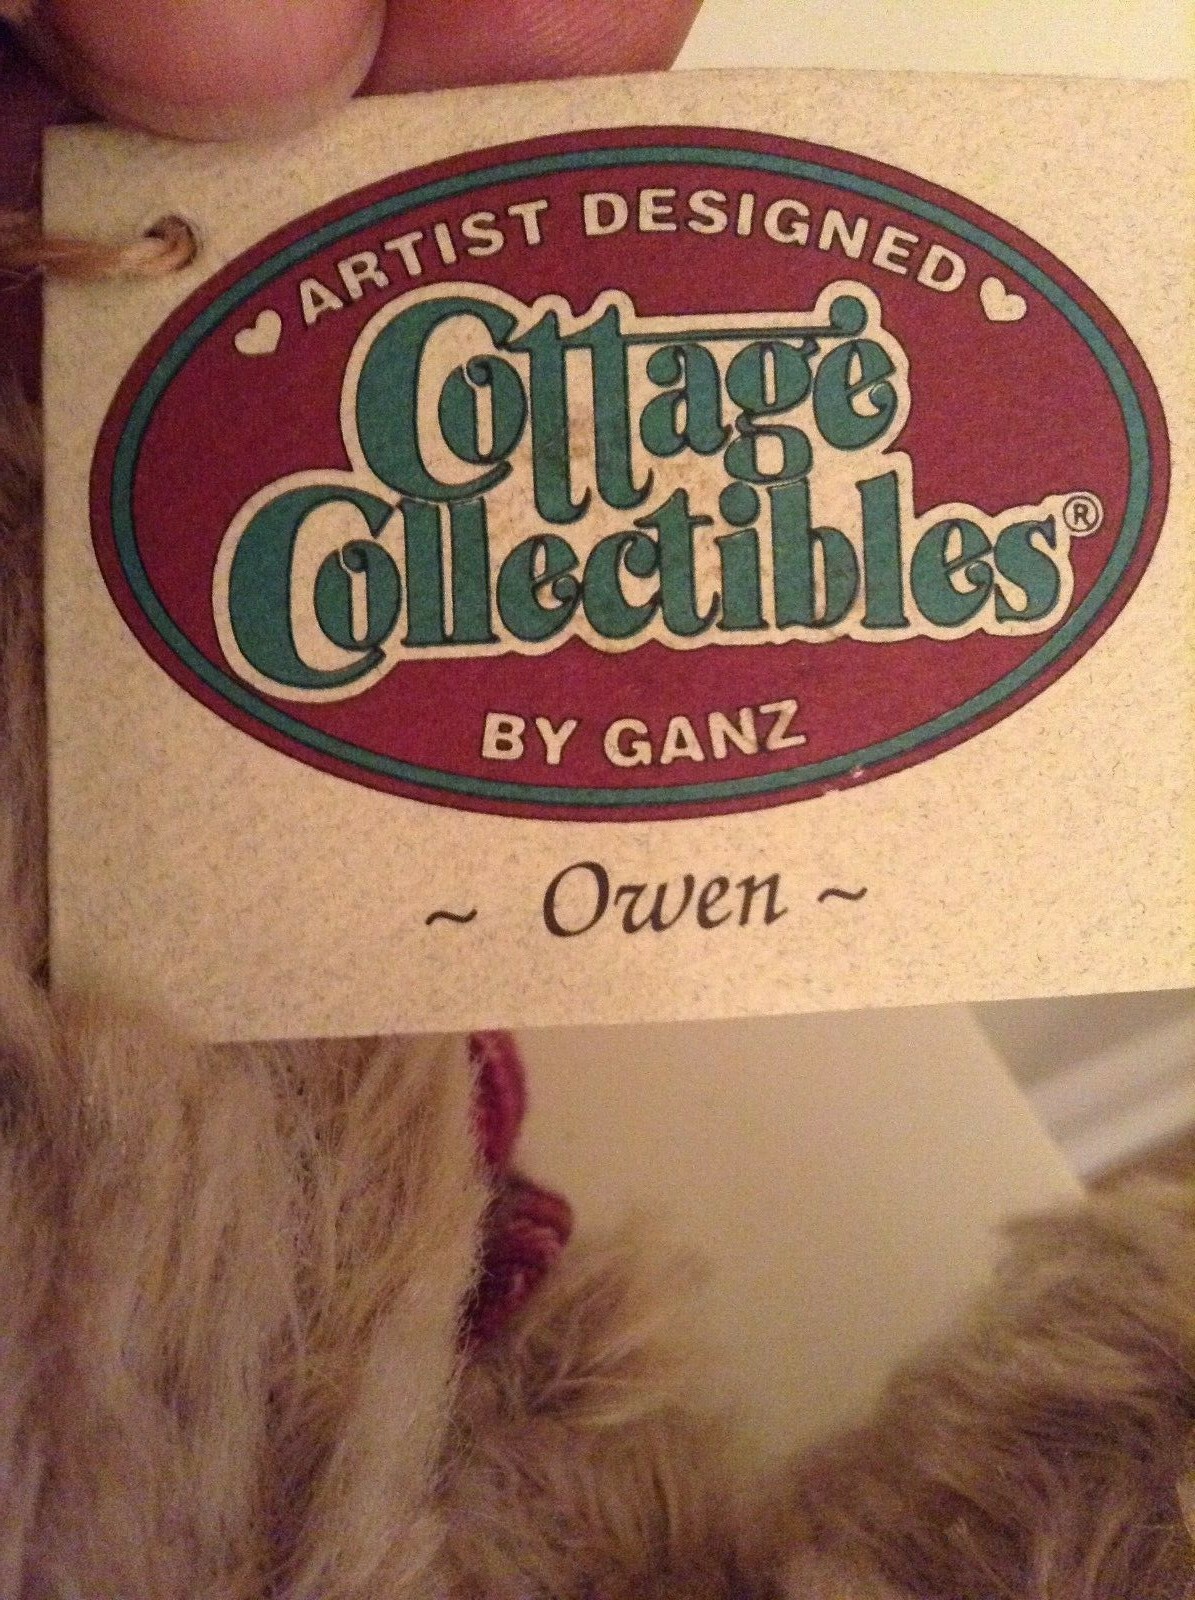 ARTIST DESIGNED
Cottage
Collectibles®
BY GANZ
~ Owen ~